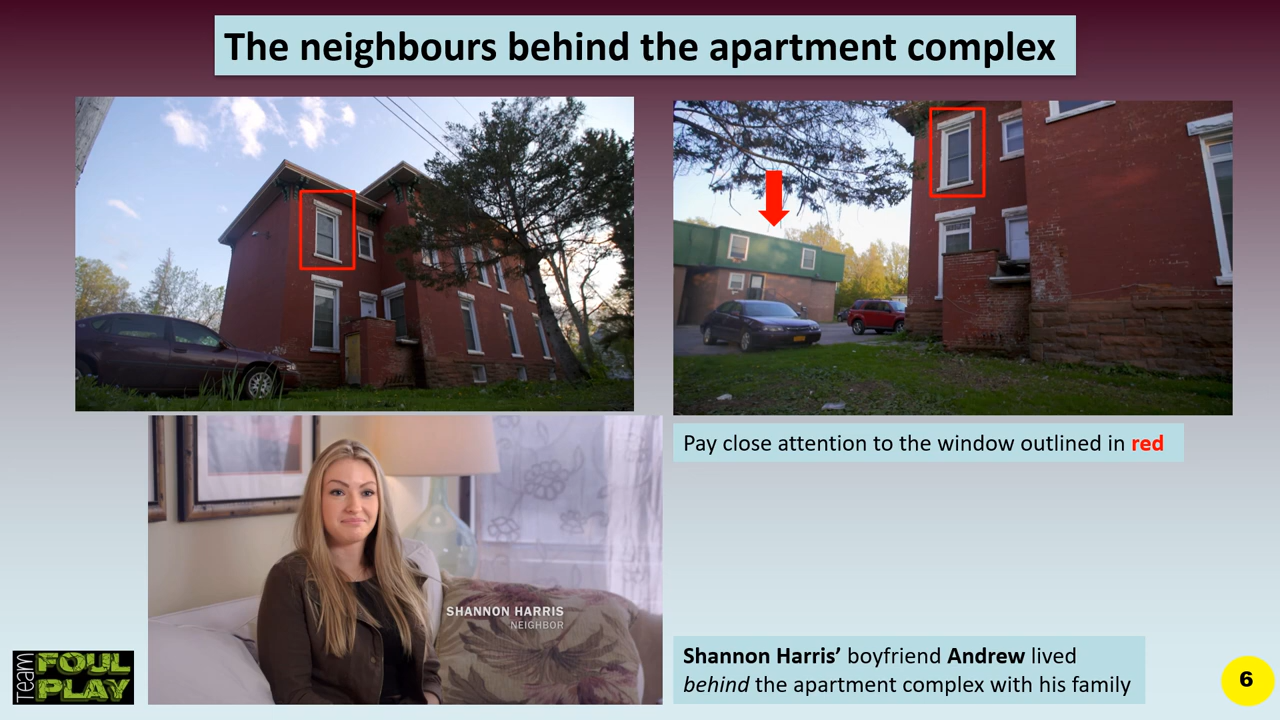 The neighbours behind the apartment complex
Pay close attention to the window outlined in red
SHANNON HARRIS
NEIGHBOR
Shannon Harris’ boyfriend Andrew lived
behind the apartment complex with his family
team
FOUL
PLAY
6